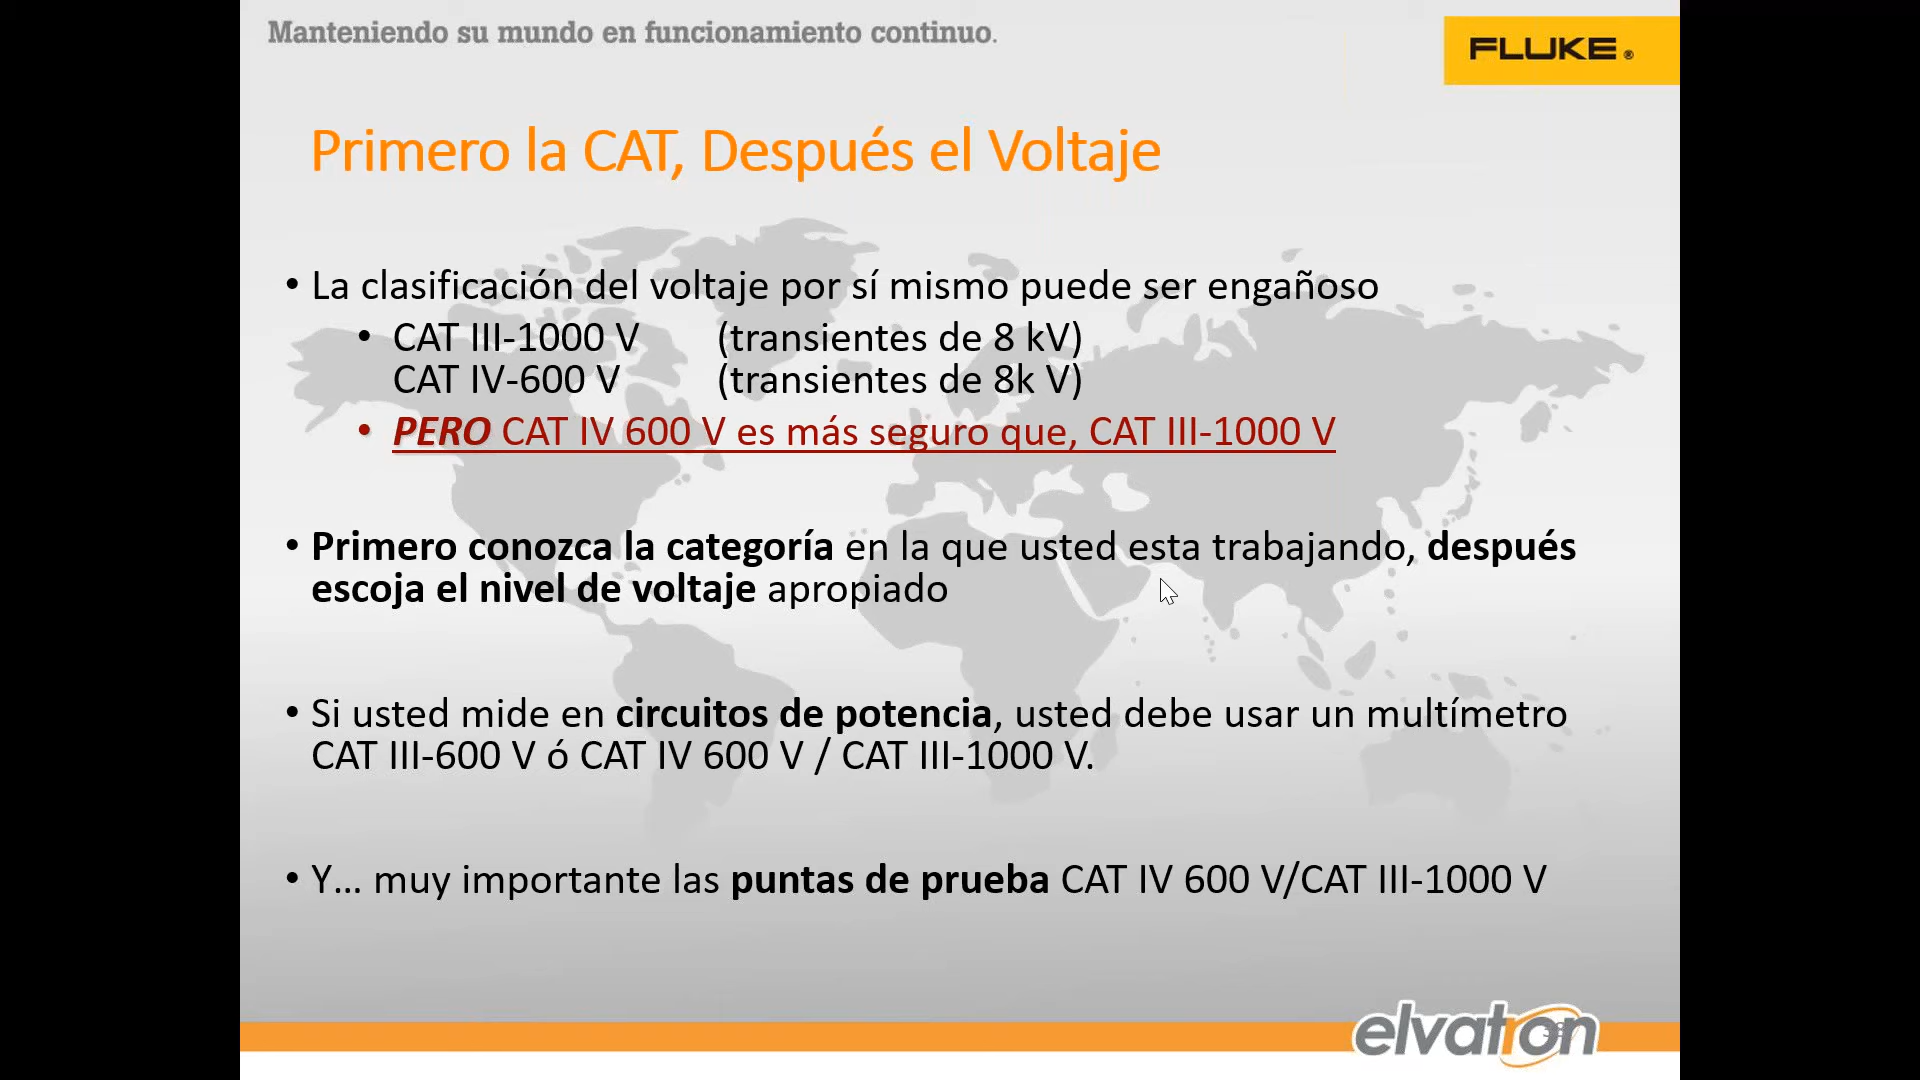 Manteniendo su mundo en funcionamiento continuo.
FLUKE®
Primero la CAT, Después el Voltaje
• La clasificación del voltaje por sí mismo puede ser engañoso
• CAT III-1000 V (transientes de 8 kV)
CAT IV-600 V (transientes de 8k V)
• PERO CAT IV 600 V es más seguro que, CAT III-1000 V
• Primero conozca la categoría en la que usted esta trabajando, después
escoja el nivel de voltaje apropiado
• Si usted mide en circuitos de potencia, usted debe usar un multímetro
CAT III-600 V ó CAT IV 600 V / CAT III-1000 V.
• Y... muy importante las puntas de prueba CAT IV 600 V/CAT III-1000 V
elvatron